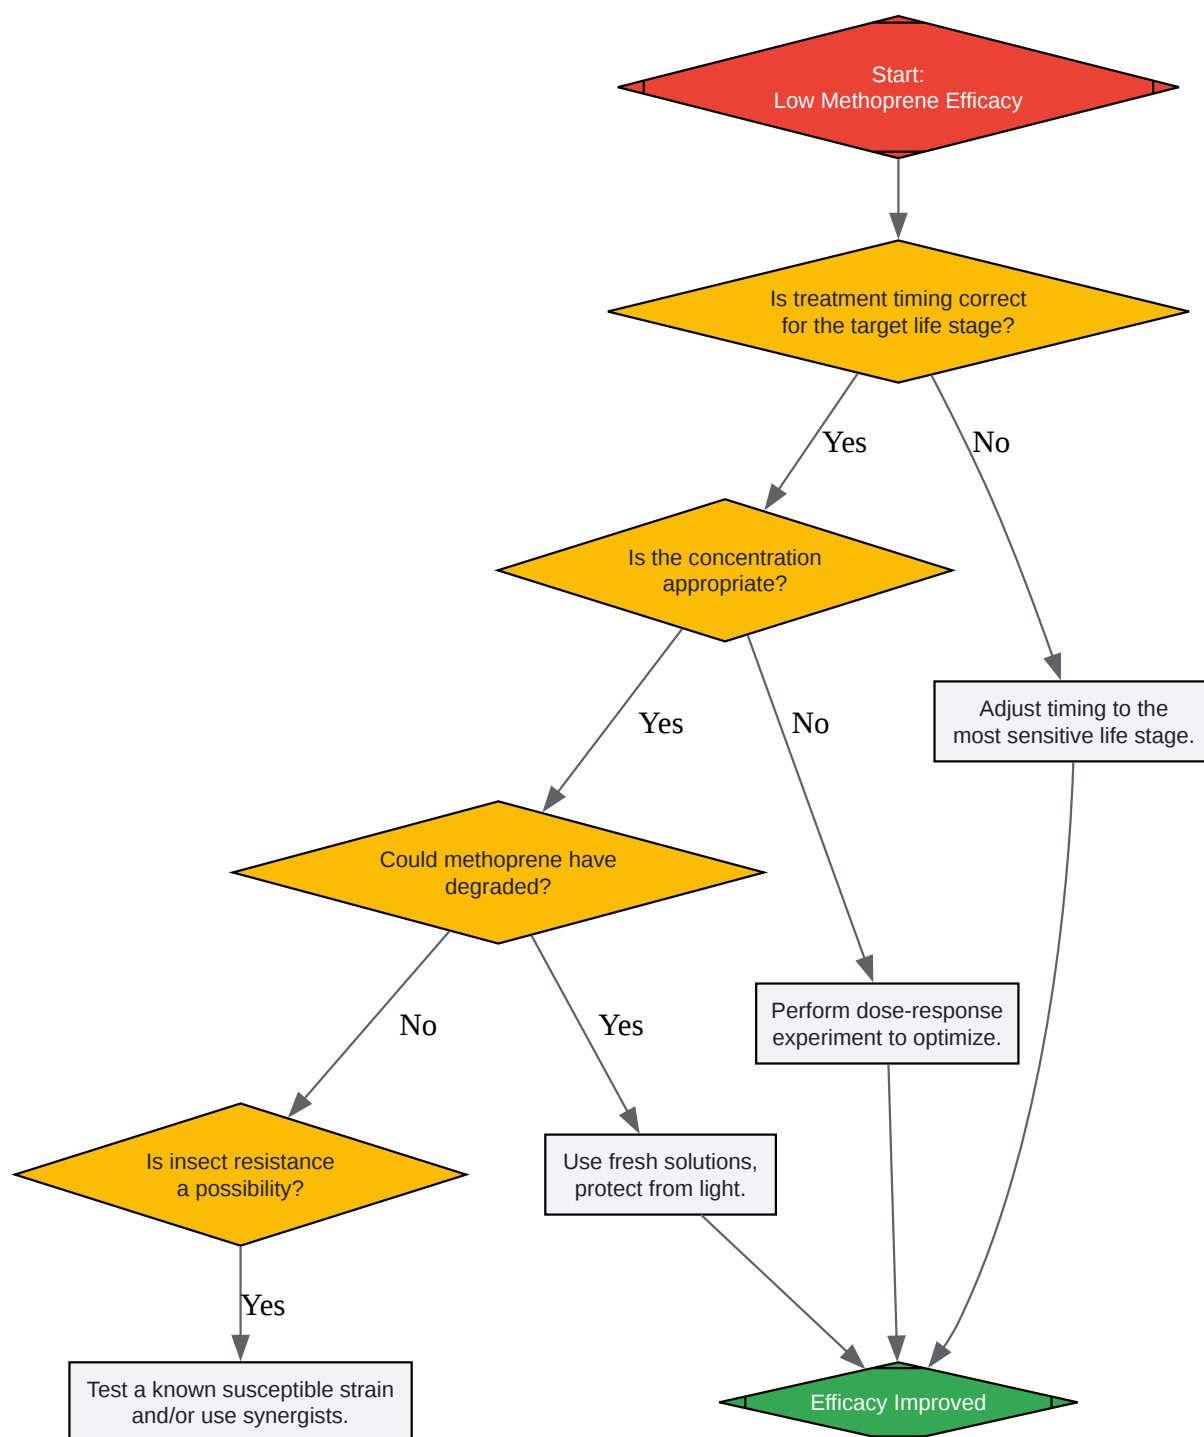 Start:
Low Methoprene Efficacy
Is treatment timing correct
for the target life stage?
Yes
No
Is the concentration
appropriate?
Yes
No
Adjust timing to the
most sensitive life stage.
Could methoprene have
degraded?
No
Yes
Perform dose-response
experiment to optimize.
Is insect resistance
a possibility?
Use fresh solutions,
protect from light.
Yes
Test a known susceptible strain
and/or use synergists.
Efficacy Improved